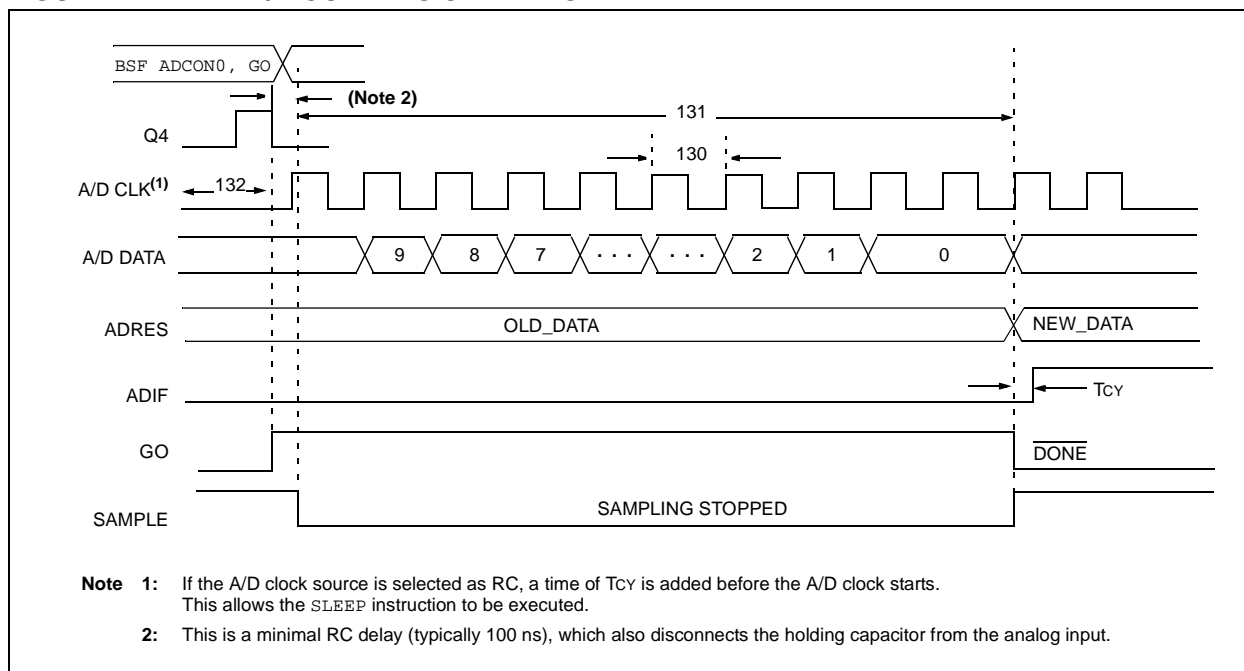 BSF ADCON0, GO
(Note 2)
131
Q4
130
A/D CLK(1)
132
A/D DATA
9 8 7 · · · · · · 2 1 0
ADRES
OLD_DATA
NEW_DATA
ADIF
TCY
GO
DONE
SAMPLE
SAMPLING STOPPED
Note 1: If the A/D clock source is selected as RC, a time of TCY is added before the A/D clock starts.
This allows the SLEEP instruction to be executed.
2: This is a minimal RC delay (typically 100 ns), which also disconnects the holding capacitor from the analog input.